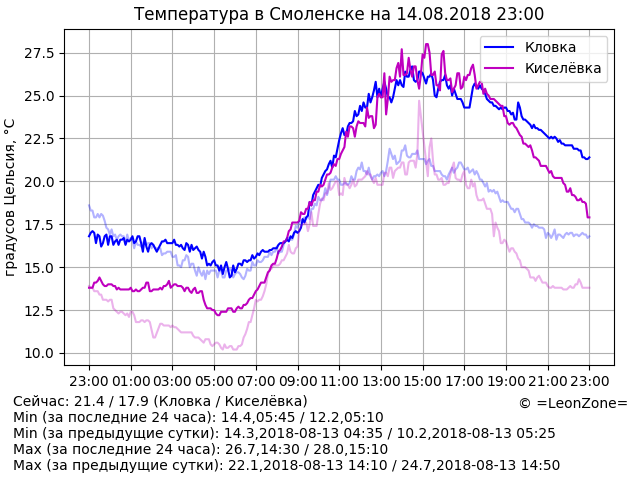 Температура в Смоленске на 14.08.2018 23:00
Кловка
Киселёвка
градусов Цельсия, °C
27.5
25.0
22.5
20.0
17.5
15.0
12.5
10.0
23:00 01:00 03:00 05:00 07:00 09:00 11:00 13:00 15:00 17:00 19:00 21:00 23:00
Сейчас: 21.4 / 17.9 (Кловка / Киселёвка)
© =LeonZone=
Min (за последние 24 часа): 14.4,05:45 / 12.2,05:10
Min (за предыдущие сутки): 14.3,2018-08-13 04:35 / 10.2,2018-08-13 05:25
Max (за последние 24 часа): 26.7,14:30 / 28.0,15:10
Max (за предыдущие сутки): 22.1,2018-08-13 14:10 / 24.7,2018-08-13 14:50